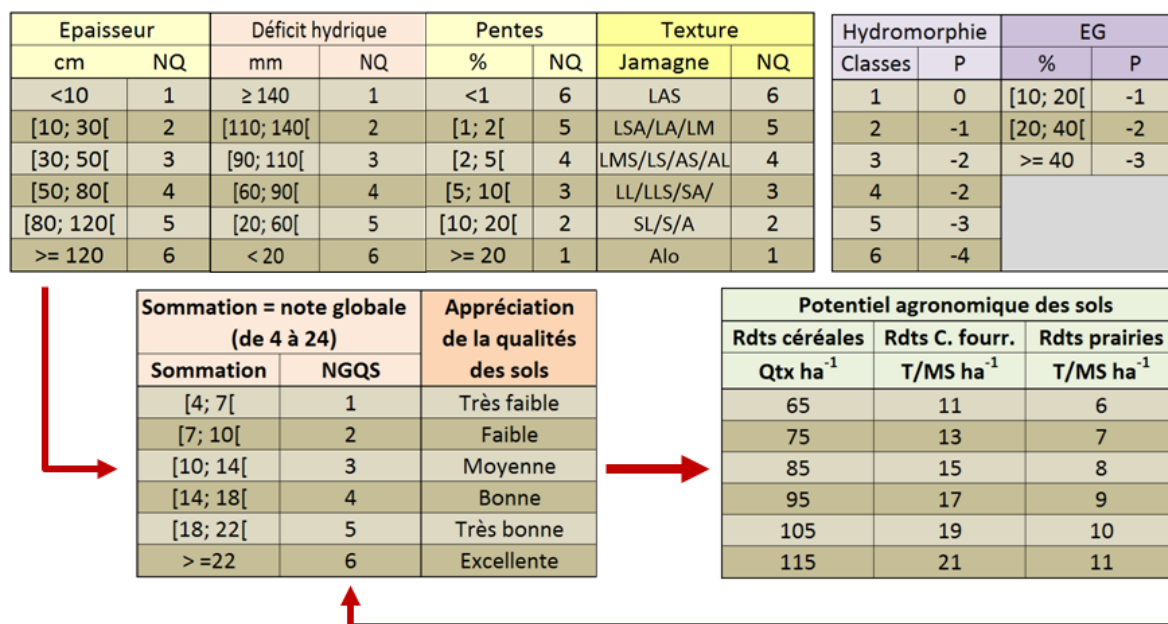 Epaisseur Déficit hydrique Pentes Texture Hydromorphie EG
cm NQ mm NQ % NQ Jamagne NQ Classes P % P
<10 1 ≥ 140 1 <1 6 LAS 6 1 0 [10; 20[ -1
[10; 30[ 2 [110; 140[ 2 [1; 2[ 5 LSA/LA/LM 5 2 -1 [20; 40[ -2
[30; 50[ 3 [90; 110[ 3 [2; 5[ 4 LMS/LS/AS/AL 4 3 -2 >= 40 -3
[50; 80[ 4 [60; 90[ 4 [5; 10[ 3 LL/LLS/SA/ 3 4 -2
[80; 120[ 5 [20; 60[ 5 [10; 20[ 2 SL/S/A 2 5 -3
>= 120 6 < 20 6 >= 20 1 Alo 1 6 -4
Sommation = note globale
(de 4 à 24)
Sommation NGQS
Appréciation
de la qualités
des sols
[4; 7[ 1 Très faible
[7; 10[ 2 Faible
[10; 14[ 3 Moyenne
[14; 18[ 4 Bonne
[18; 22[ 5 Très bonne
> =22 6 Excellente
Potentiel agronomique des sols
Rdts céréales Rdts C. fourr. Rdts prairies
Qtx ha⁻¹ T/MS ha⁻¹ T/MS ha⁻¹
65 11 6
75 13 7
85 15 8
95 17 9
105 19 10
115 21 11